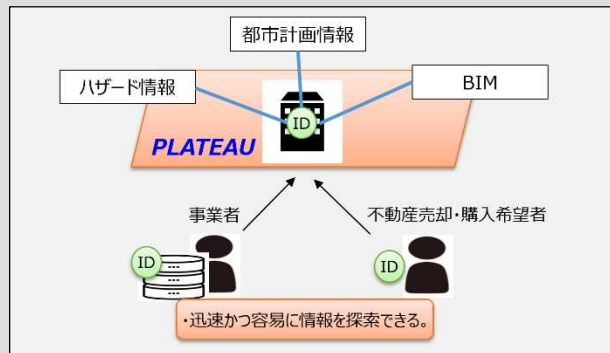 都市計画情報
ハザード情報
BIM
ID
PLATEAU
事業者
不動産売却・購入希望者
ID
ID
・迅速かつ容易に情報を探索できる。